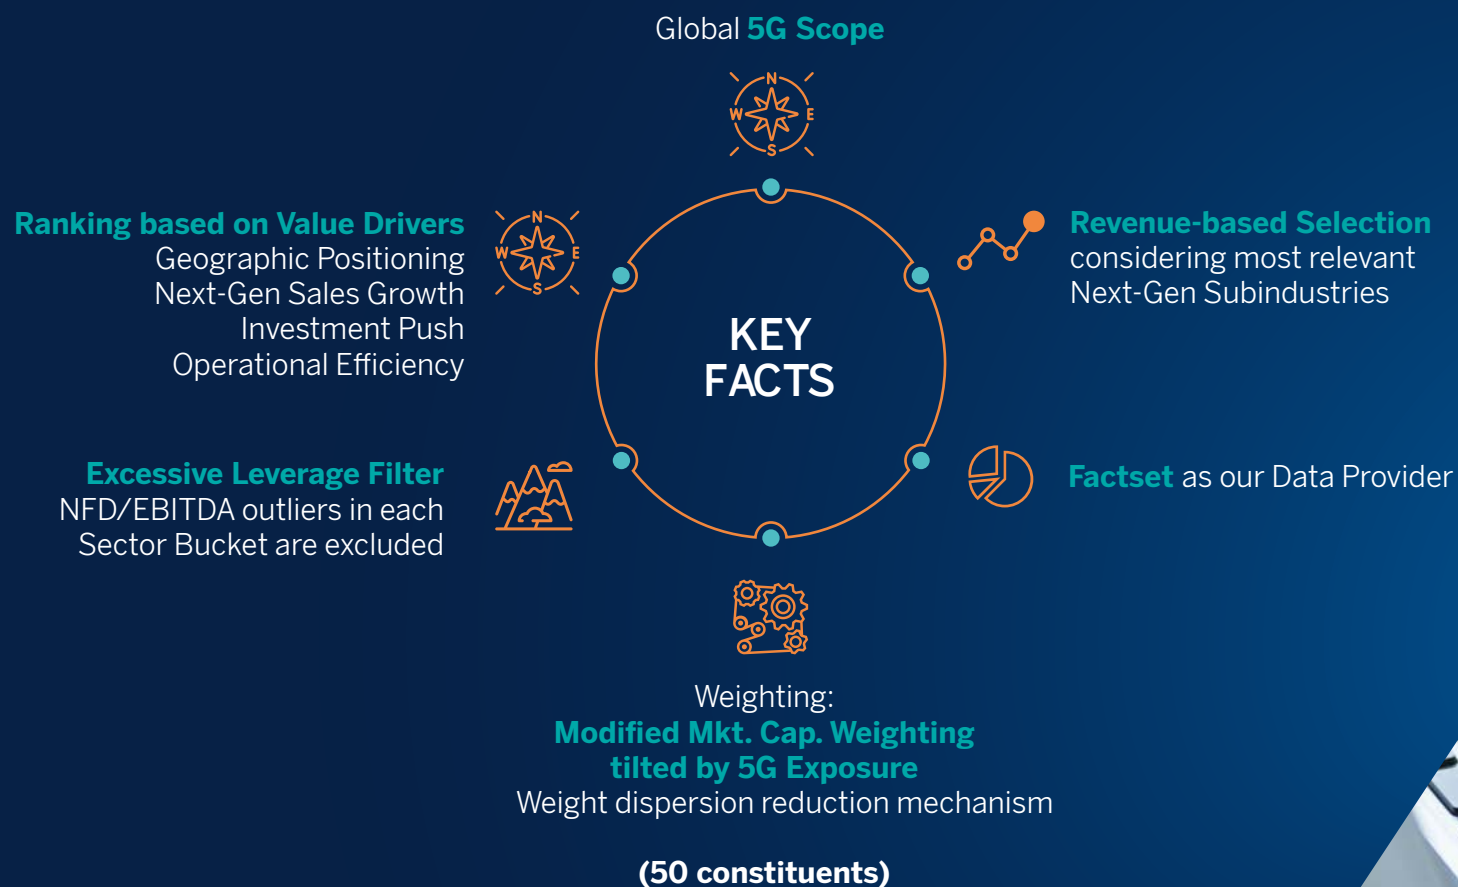 Global 5G Scope
N
W E
S
Ranking based on Value Drivers
Geographic Positioning
Next-Gen Sales Growth
Investment Push
Operational Efficiency
N
W E
S
Revenue-based Selection
considering most relevant
Next-Gen Subindustries
KEY
FACTS
Excessive Leverage Filter
NFD/EBITDA outliers in each
Sector Bucket are excluded
Factset as our Data Provider
Weighting:
Modified Mkt. Cap. Weighting
tilted by 5G Exposure
Weight dispersion reduction mechanism
(50 constituents)